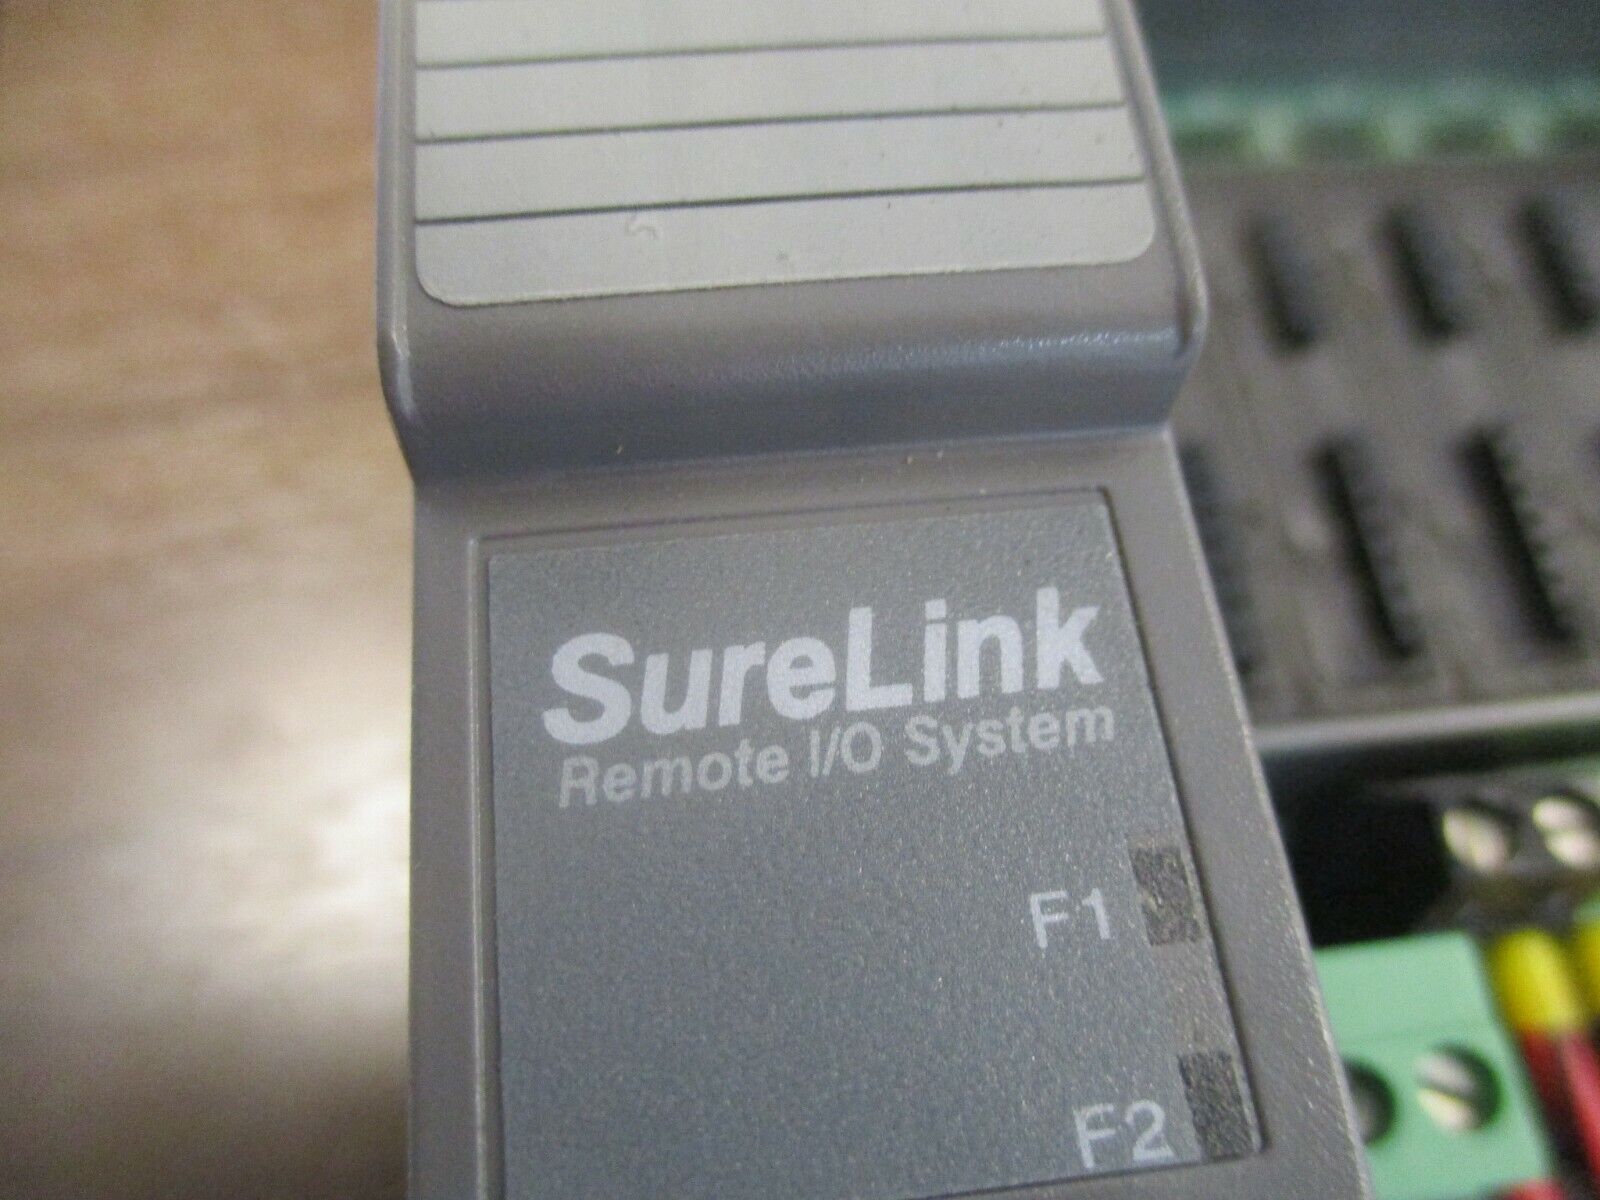 SureLink
Remote I/O System
F1
F2